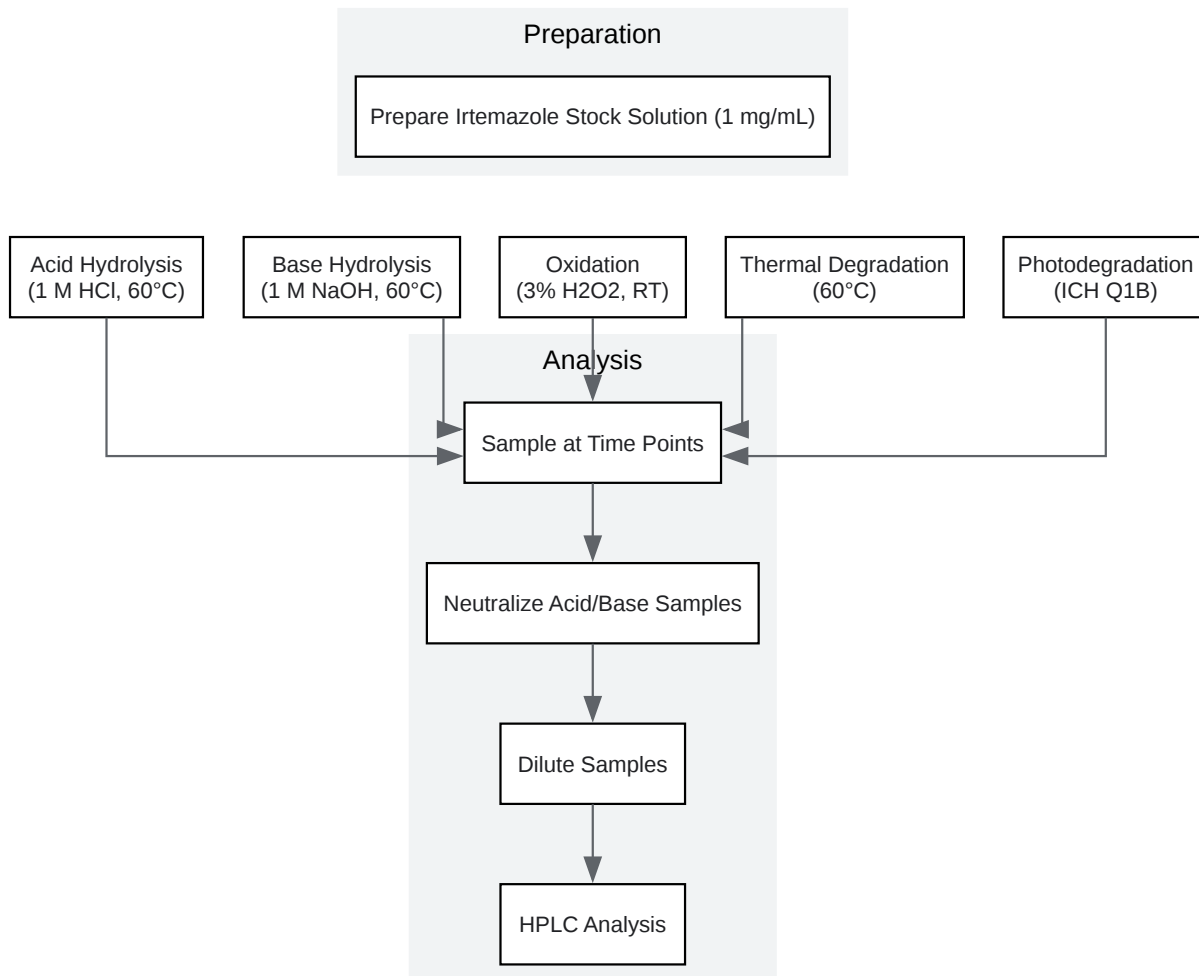 Preparation
Prepare Irtemazole Stock Solution (1 mg/mL)
Acid Hydrolysis
(1 M HCl, 60°C)
Base Hydrolysis
(1 M NaOH, 60°C)
Oxidation
(3% H2O2, RT)
Thermal Degradation
(60°C)
Photodegradation
(ICH Q1B)
Analysis
Sample at Time Points
Neutralize Acid/Base Samples
Dilute Samples
HPLC Analysis